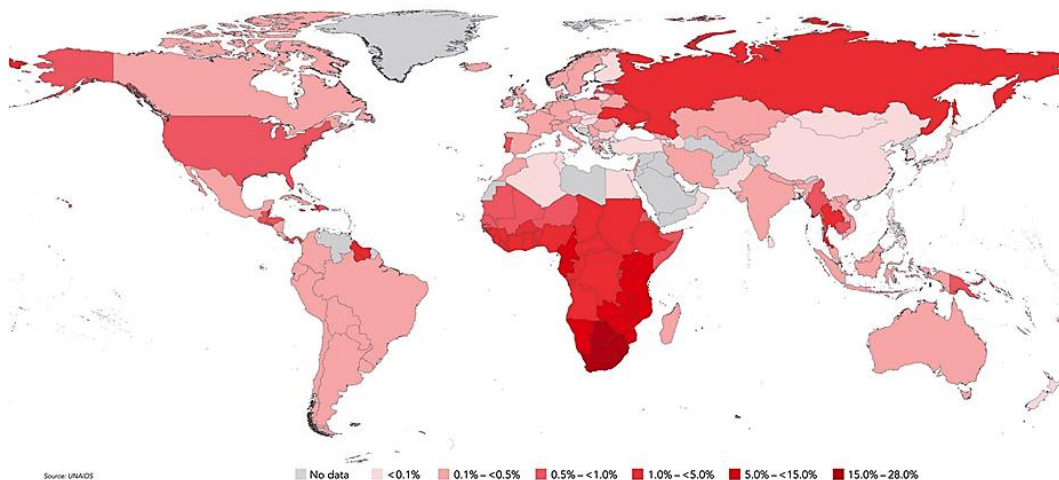 Source: UNAIDS
No data <0.1% 0.1% – <0.5% 0.5% – <1.0% 1.0% – <5.0% 5.0% – <15.0% 15.0% – 28.0%